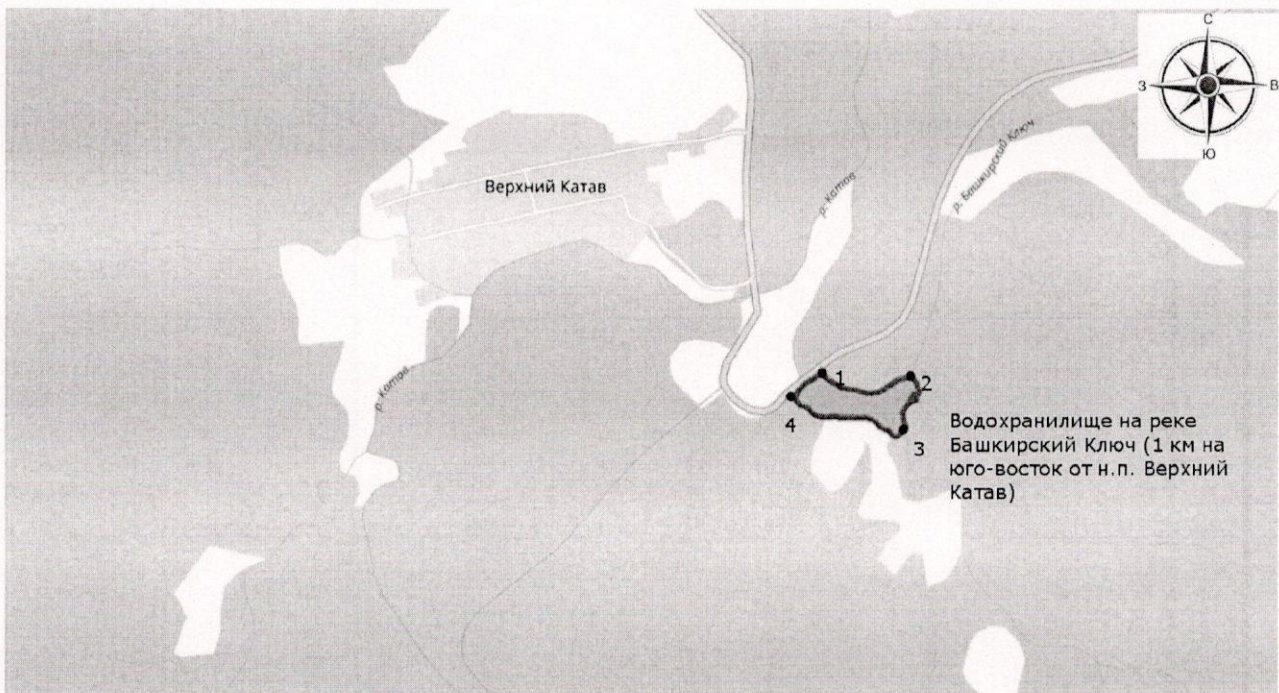 С
З
В
Ю
р. Башкирский Ключ
Верхний Катав
р. Катав
1
2
4
3
Водохранилище на реке
Башкирский Ключ (1 км на
юго-восток от н.п. Верхний
Катав)
р. Катав